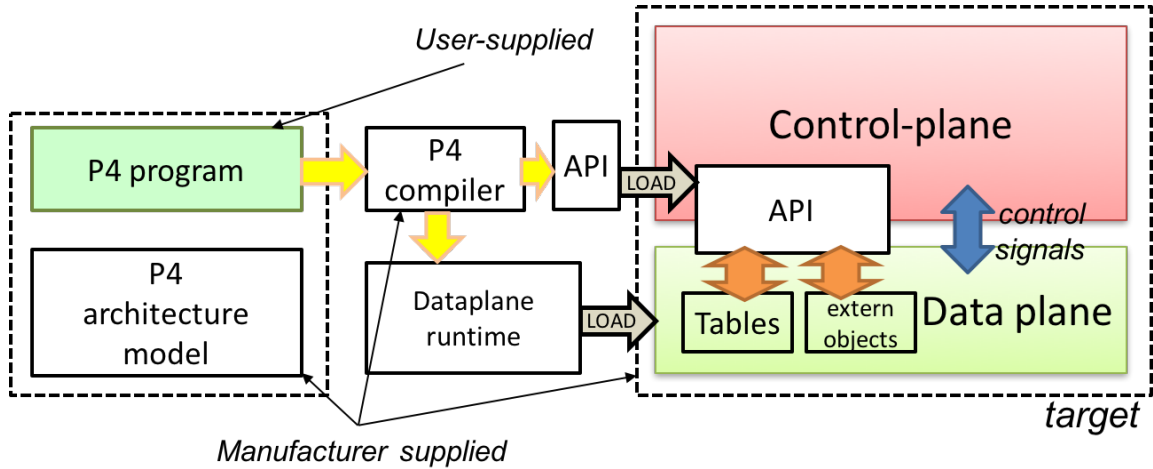 User-supplied
P4 program
P4
compiler
API
LOAD
Control-plane
API
control
signals
P4
architecture
model
Dataplane
runtime
LOAD
Tables
extern
objects
Data plane
target
Manufacturer supplied